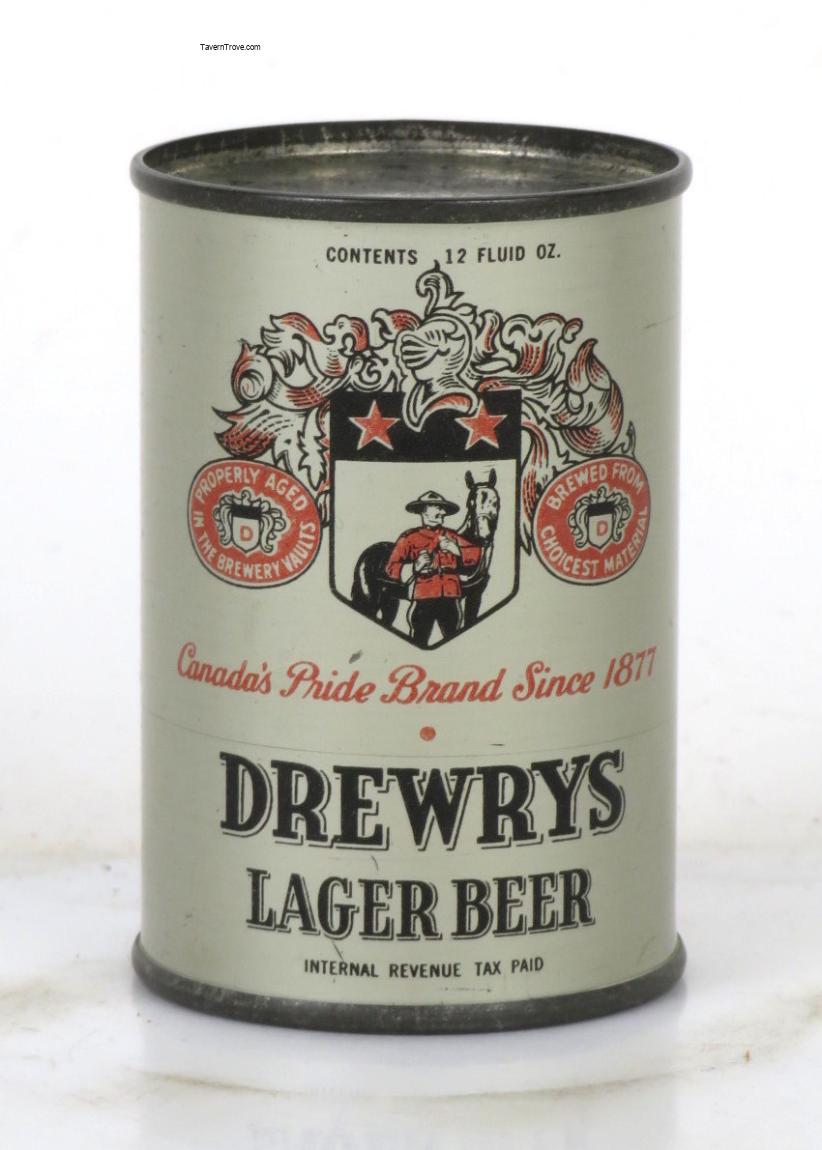 TavernTrove.com
CONTENTS 12 FLUID OZ.
PROPERLY AGED
IN THE BREWERY VAULTS
D
BREWED FROM
CHOICEST MATERIAL
D
Canada's Pride Brand Since 1877
DREWRYS
LAGER BEER
INTERNAL REVENUE TAX PAID